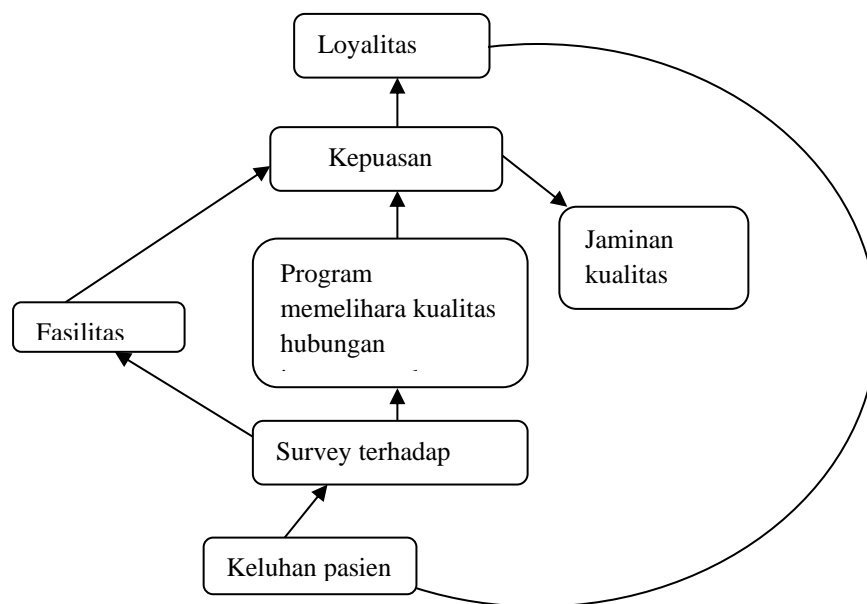 Loyalitas
Kepuasan
Jaminan
kualitas
Program
memelihara kualitas
hubungan
Fasilitas
Survey terhadap
Keluhan pasien